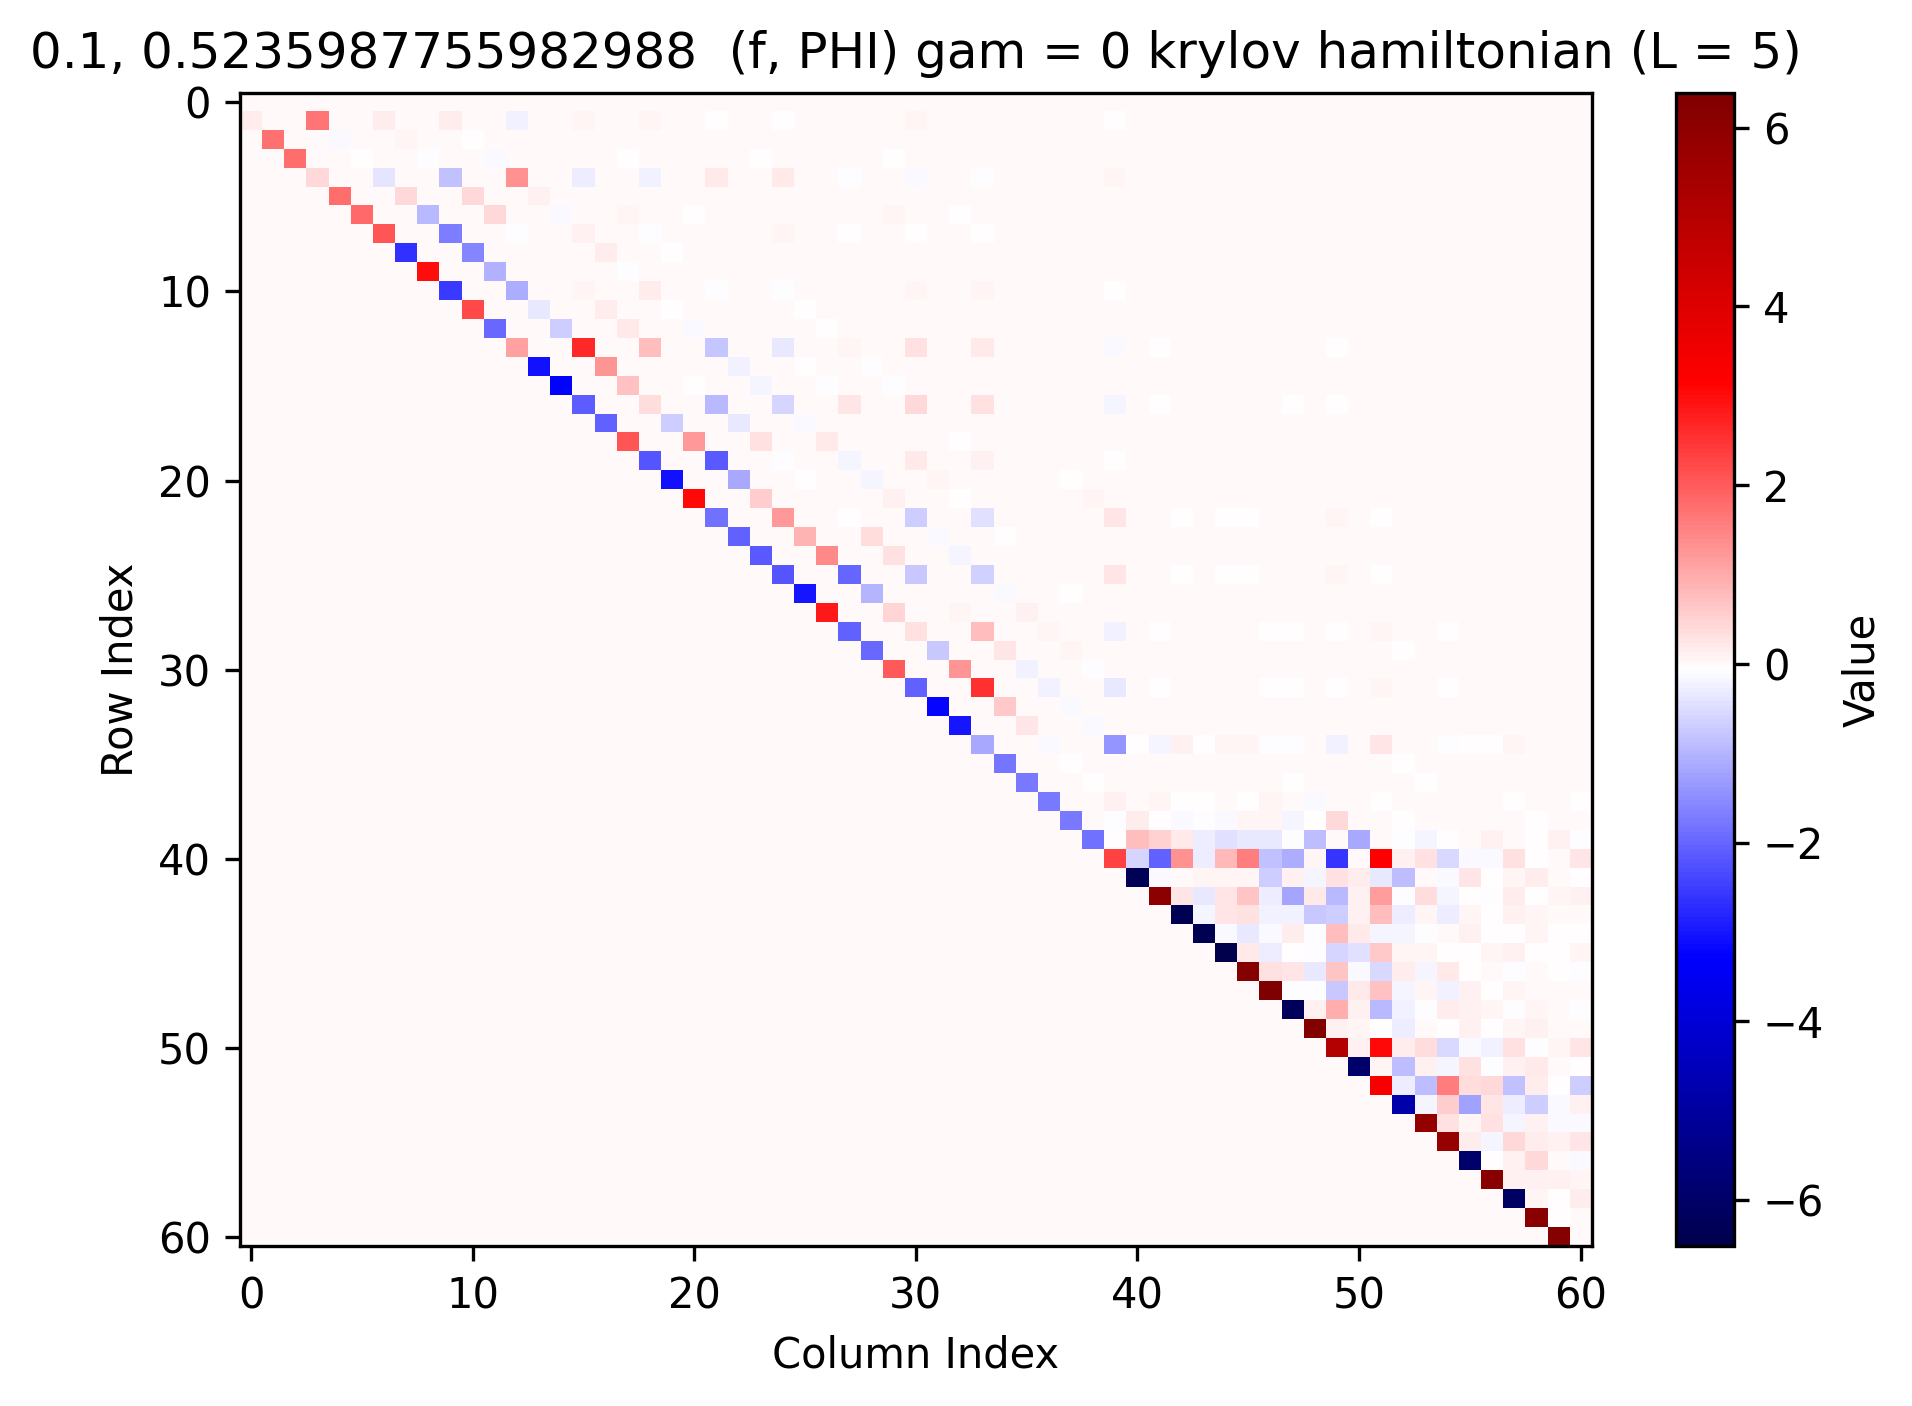 0.1, 0.5235987755982988  (f, PHI) gam = 0 krylov hamiltonian (L = 5)
0
10
20
30
40
50
60
Row Index
0 10 20 30 40 50 60
Column Index
6
4
2
0
−2
−4
−6
Value